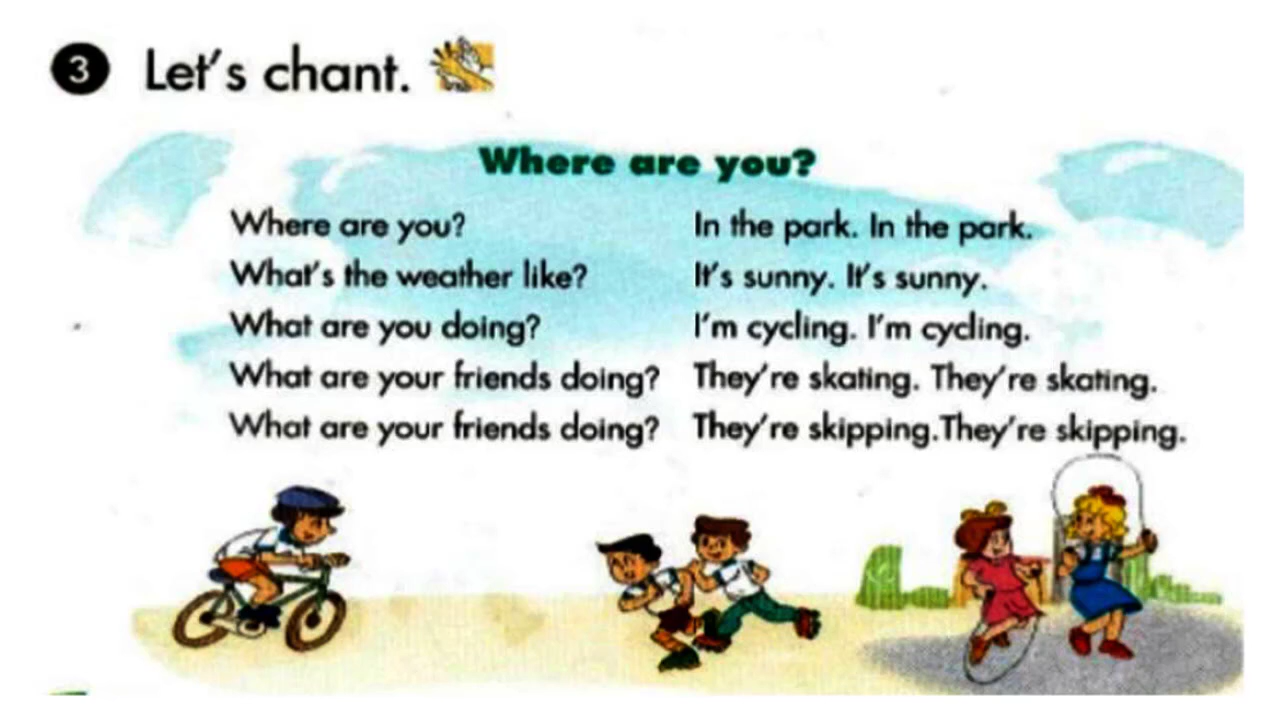 3 Let's chant.
Where are you?
Where are you? In the park. In the park.
What's the weather like? It's sunny. It's sunny.
What are you doing? I'm cycling. I'm cycling.
What are your friends doing? They're skating. They're skating.
What are your friends doing? They're skipping.They're skipping.